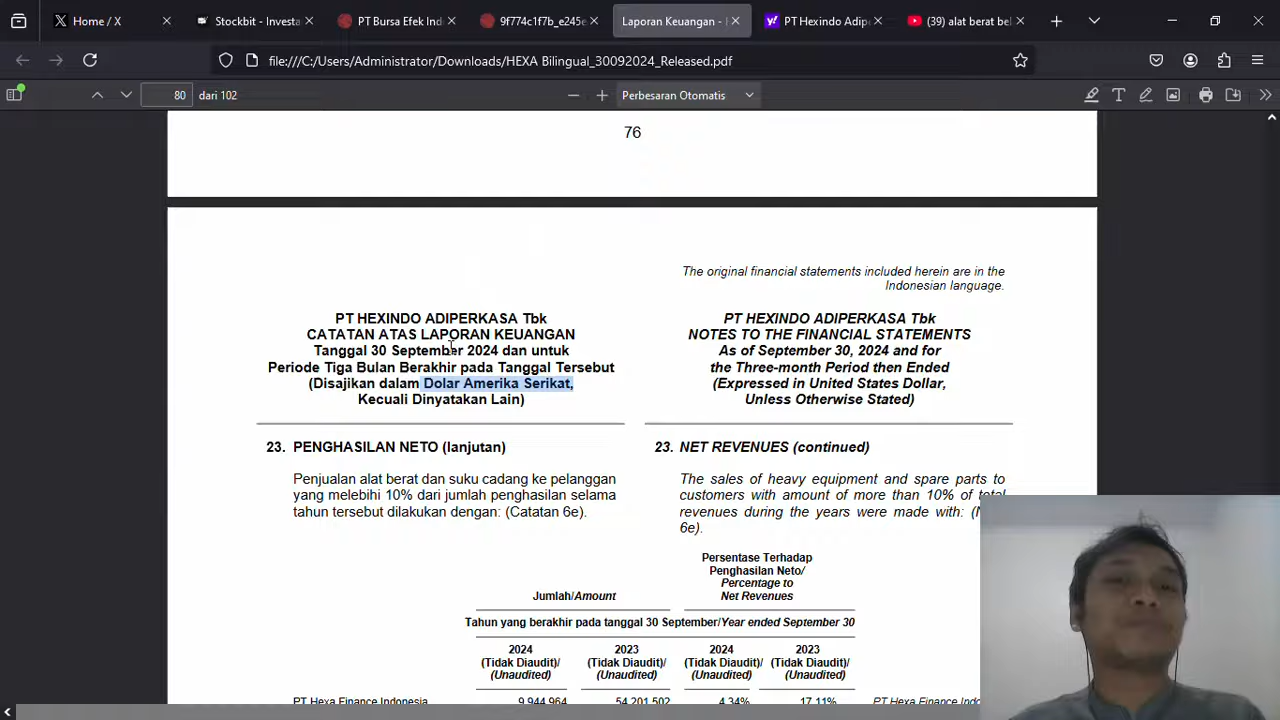 Home / X
Stockbit - Investa
PT Bursa Efek Ind
9f774c1f7b_e245e
Laporan Keuangan -
PT Hexindo Adip
(39) alat berat bel
file:///C:/Users/Administrator/Downloads/HEXA Bilingual_30092024_Released.pdf
80 dari 102
Perbesaran Otomatis
76
The original financial statements included herein are in the
Indonesian language.
PT HEXINDO ADIPERKASA Tbk
CATATAN ATAS LAPORAN KEUANGAN
Tanggal 30 September 2024 dan untuk
Periode Tiga Bulan Berakhir pada Tanggal Tersebut
(Disajikan dalam Dolar Amerika Serikat,
Kecuali Dinyatakan Lain)
PT HEXINDO ADIPERKASA Tbk
NOTES TO THE FINANCIAL STATEMENTS
As of September 30, 2024 and for
the Three-month Period then Ended
(Expressed in United States Dollar,
Unless Otherwise Stated)
23. PENGHASILAN NETO (lanjutan)
Penjualan alat berat dan suku cadang ke pelanggan
yang melebihi 10% dari jumlah penghasilan selama
tahun tersebut dilakukan dengan: (Catatan 6e).
23. NET REVENUES (continued)
The sales of heavy equipment and spare parts to
customers with amount of more than 10% of total
revenues during the years were made with: (N
6e).
Persentase Terhadap
Penghasilan Neto/
Percentage to
Net Revenues
Jumlah/Amount
Tahun yang berakhir pada tanggal 30 September/Year ended September 30
2024 2023 2024 2023
(Tidak Diaudit)/ (Tidak Diaudit)/ (Tidak Diaudit)/ (Tidak Diaudit)/
(Unaudited) (Unaudited) (Unaudited) (Unaudited)
PT Hexa Finance Indonesia 9.944.964 54.201.502 4,34% 17,11% PT Hexa Finance Indo